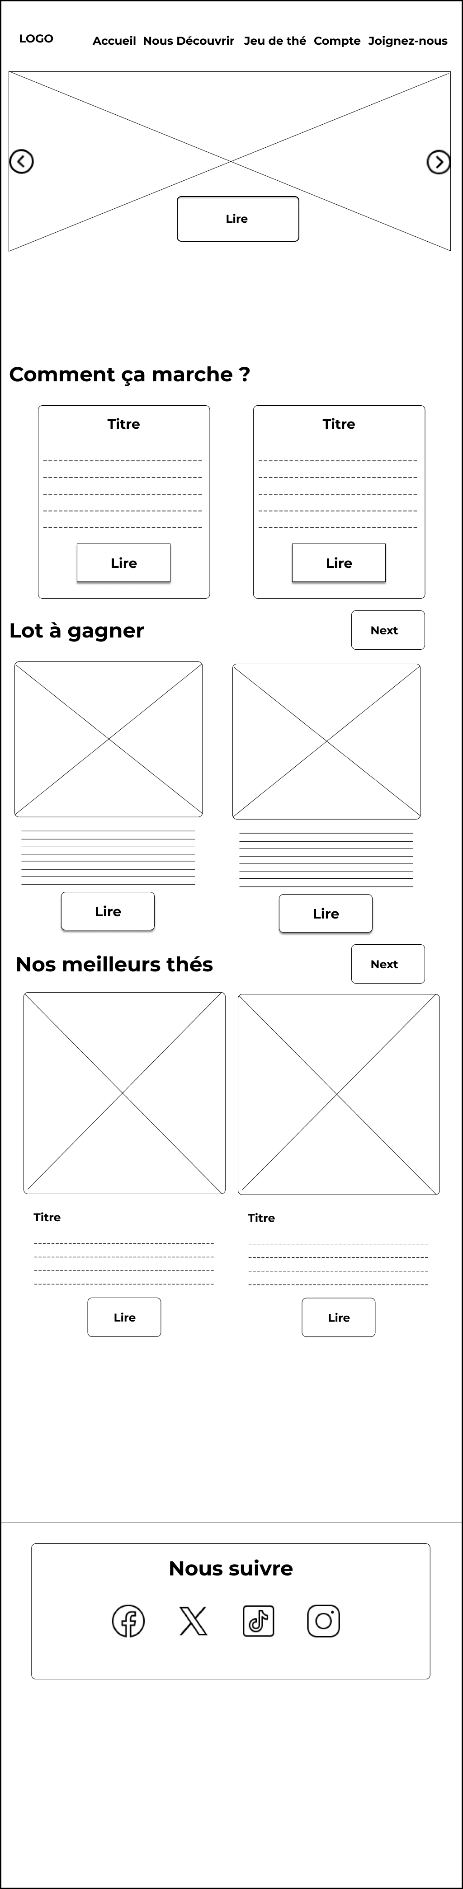 LOGO
Accueil Nous Découvrir Jeu de thé Compte Joignez-nous
Lire
Comment ça marche ?
Titre Titre
Lire Lire
Lot à gagner Next
Lire Lire
Nos meilleurs thés Next
Titre Titre
Lire Lire
Nous suivre